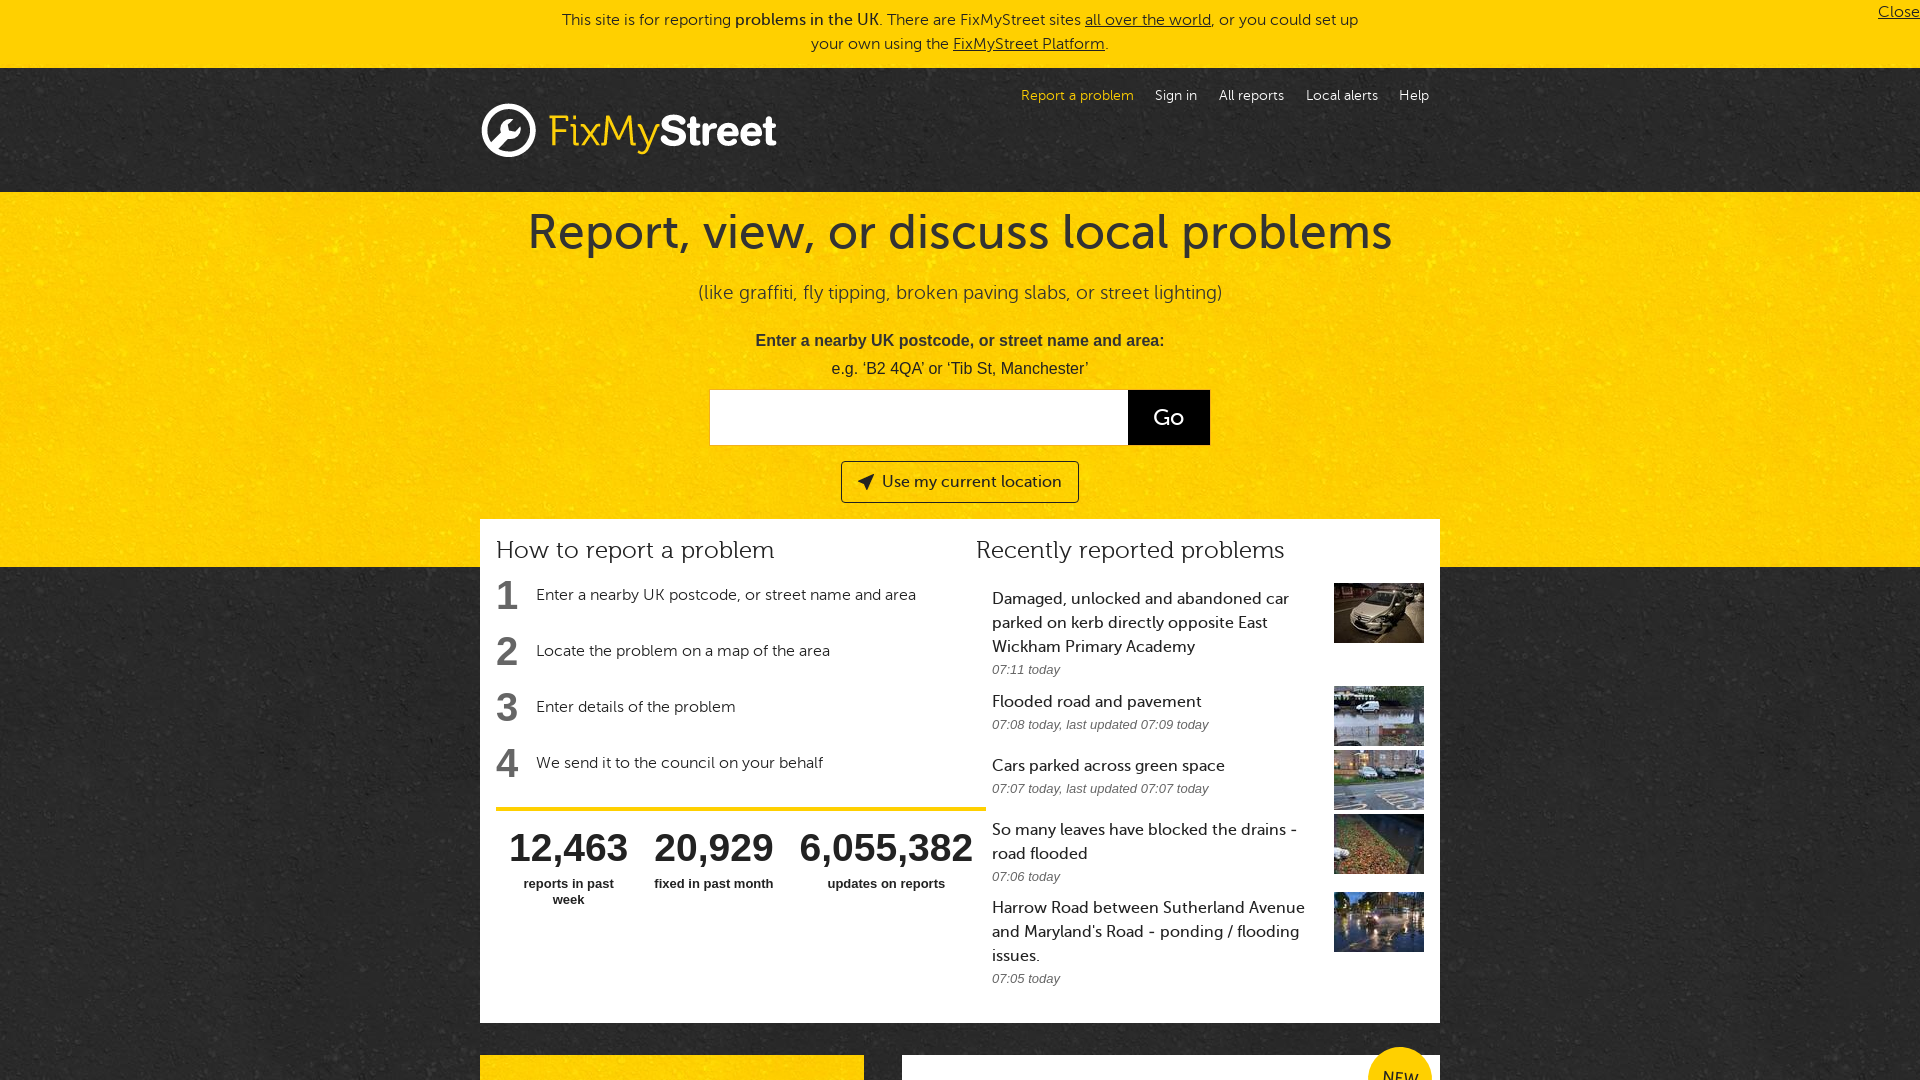 This site is for reporting problems in the UK. There are FixMyStreet sites all over the world, or you could set up
your own using the FixMyStreet Platform.
Close
Report a problem
Sign in
All reports
Local alerts
Help
FixMyStreet
Report, view, or discuss local problems
(like graffiti, fly tipping, broken paving slabs, or street lighting)
Enter a nearby UK postcode, or street name and area:
e.g. ‘B2 4QA’ or ‘Tib St, Manchester’
Go
Use my current location
How to report a problem
1 Enter a nearby UK postcode, or street name and area
2 Locate the problem on a map of the area
3 Enter details of the problem
4 We send it to the council on your behalf
12,463
reports in past
week
20,929
fixed in past month
6,055,382
updates on reports
Recently reported problems
Damaged, unlocked and abandoned car
parked on kerb directly opposite East
Wickham Primary Academy
07:11 today
Flooded road and pavement
07:08 today, last updated 07:09 today
Cars parked across green space
07:07 today, last updated 07:07 today
So many leaves have blocked the drains -
road flooded
07:06 today
Harrow Road between Sutherland Avenue
and Maryland's Road - ponding / flooding
issues.
07:05 today
NEW